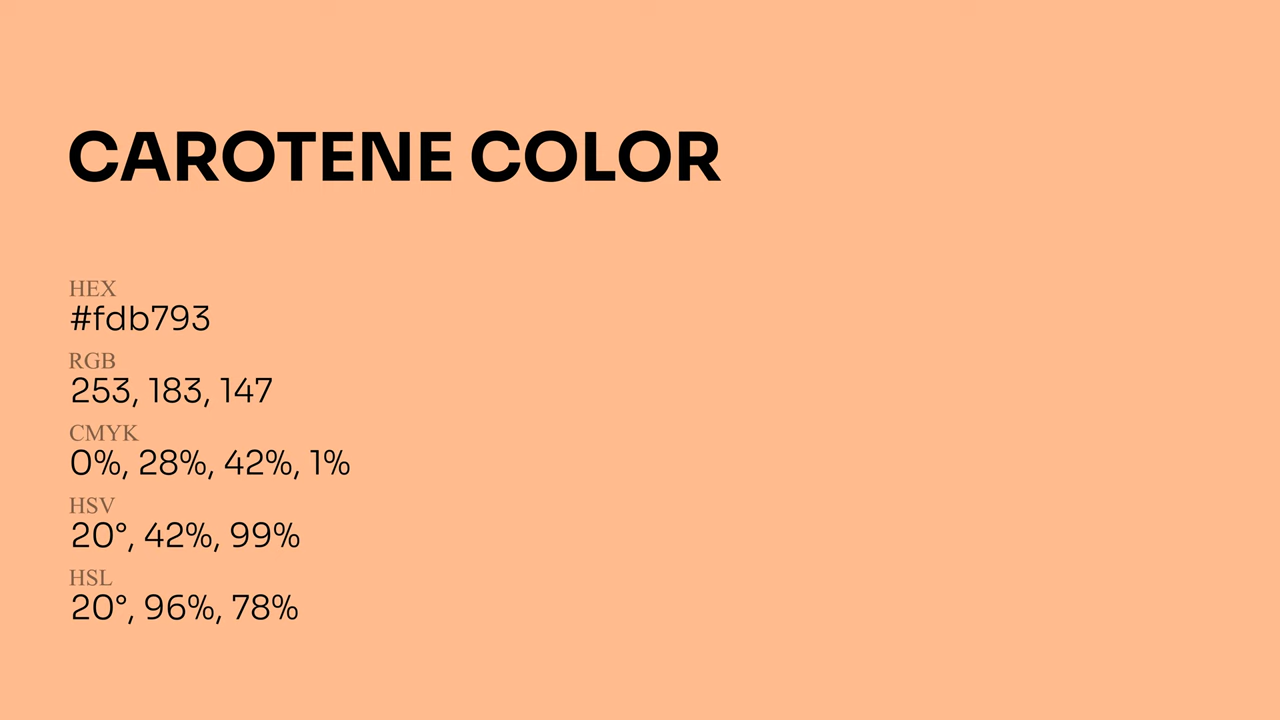 CAROTENE COLOR
HEX
#fdb793
RGB
253, 183, 147
CMYK
0%, 28%, 42%, 1%
HSV
20°, 42%, 99%
HSL
20°, 96%, 78%